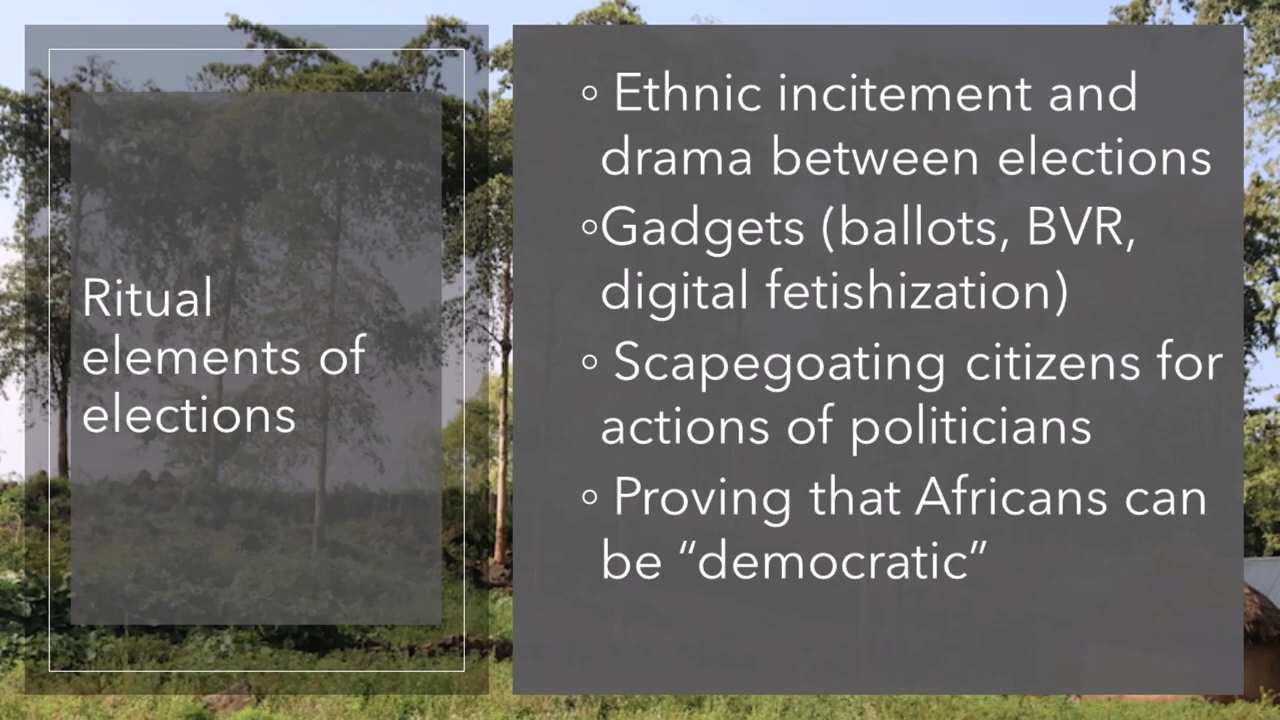 Ritual
elements of
elections
◦ Ethnic incitement and
drama between elections
◦Gadgets (ballots, BVR,
digital fetishization)
◦ Scapegoating citizens for
actions of politicians
◦ Proving that Africans can
be “democratic”